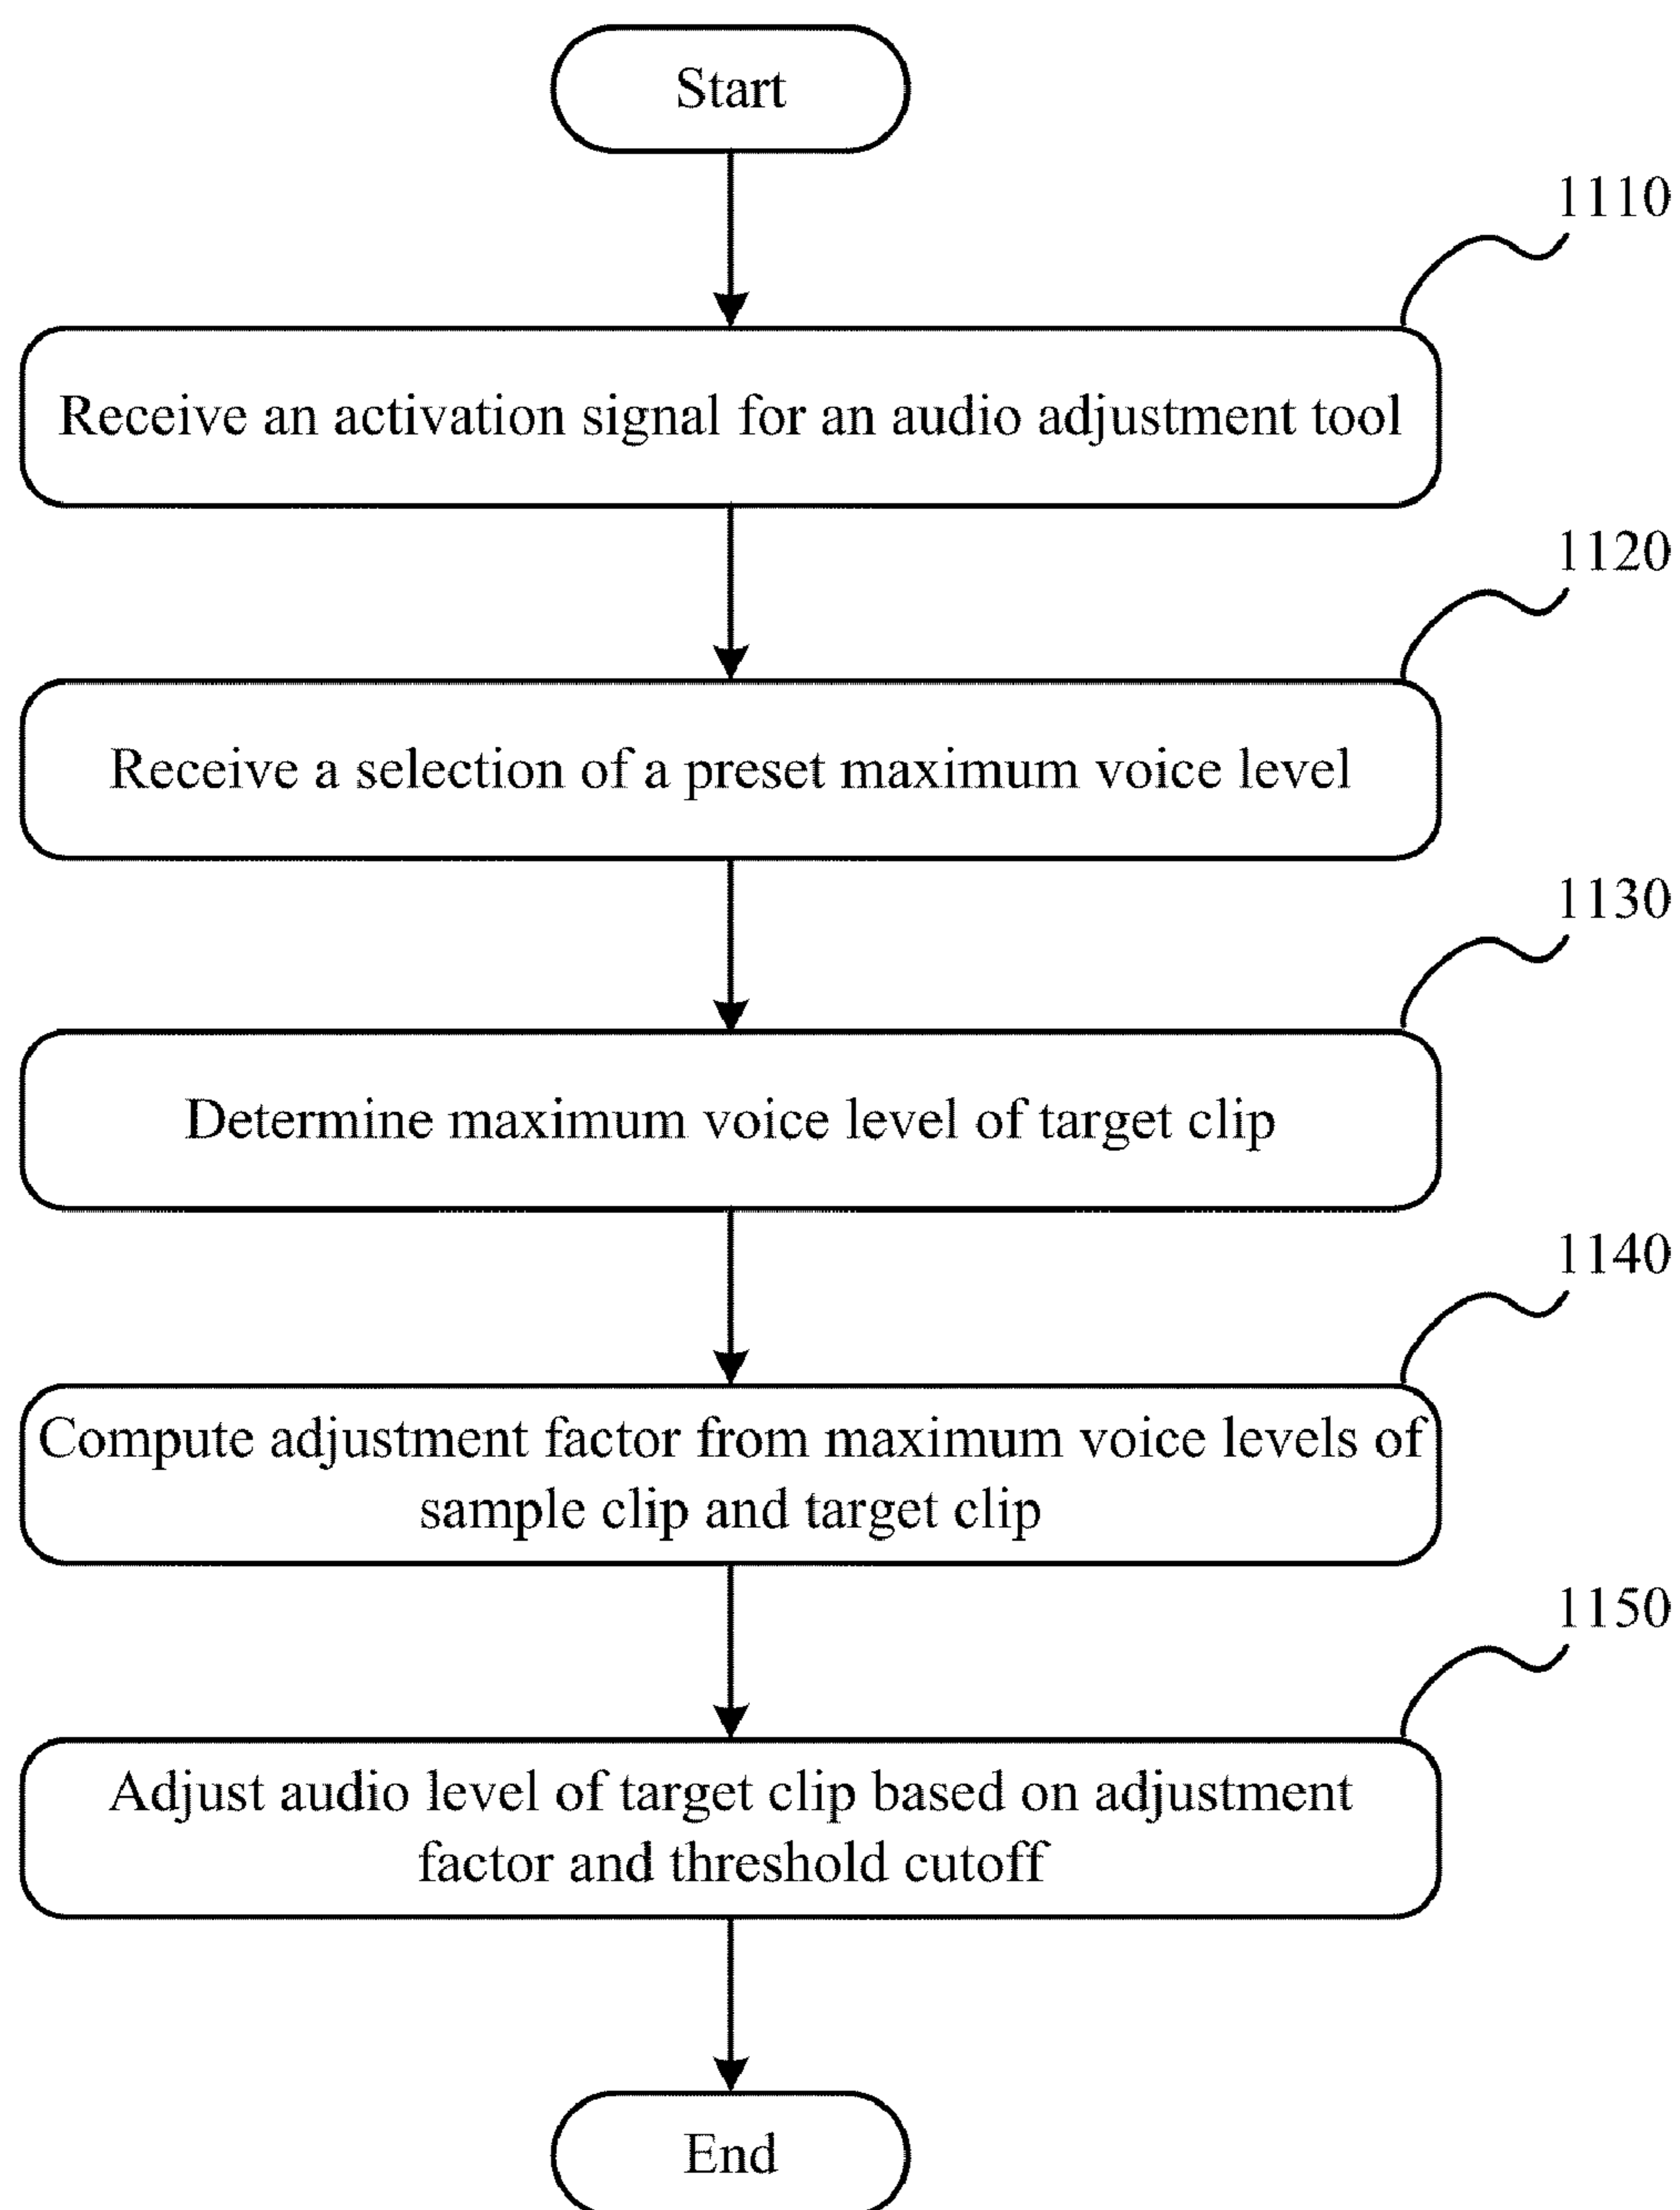 Start
1110
Receive an activation signal for an audio adjustment tool
1120
Receive a selection of a preset maximum voice level
1130
Determine maximum voice level of target clip
1140
Compute adjustment factor from maximum voice levels of
sample clip and target clip
1150
Adjust audio level of target clip based on adjustment
factor and threshold cutoff
End